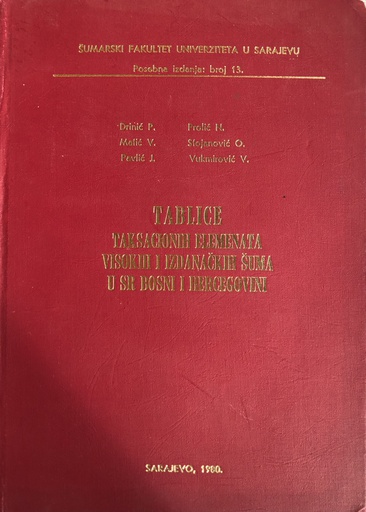 ŠUMARSKI FAKULTET UNIVERZITETA U SARAJEVU
Posebna izdanja: broj 13.
Drinić P. Prolić N.
Matić V. Stojanović O.
Pavlić J. Vukmirović V.
TABLICE
TAKSACIONIH ELEMENATA
VISOKIH I IZDANAČKIH ŠUMA
U SR BOSNI I HERCEGOVINI
SARAJEVO, 1980.